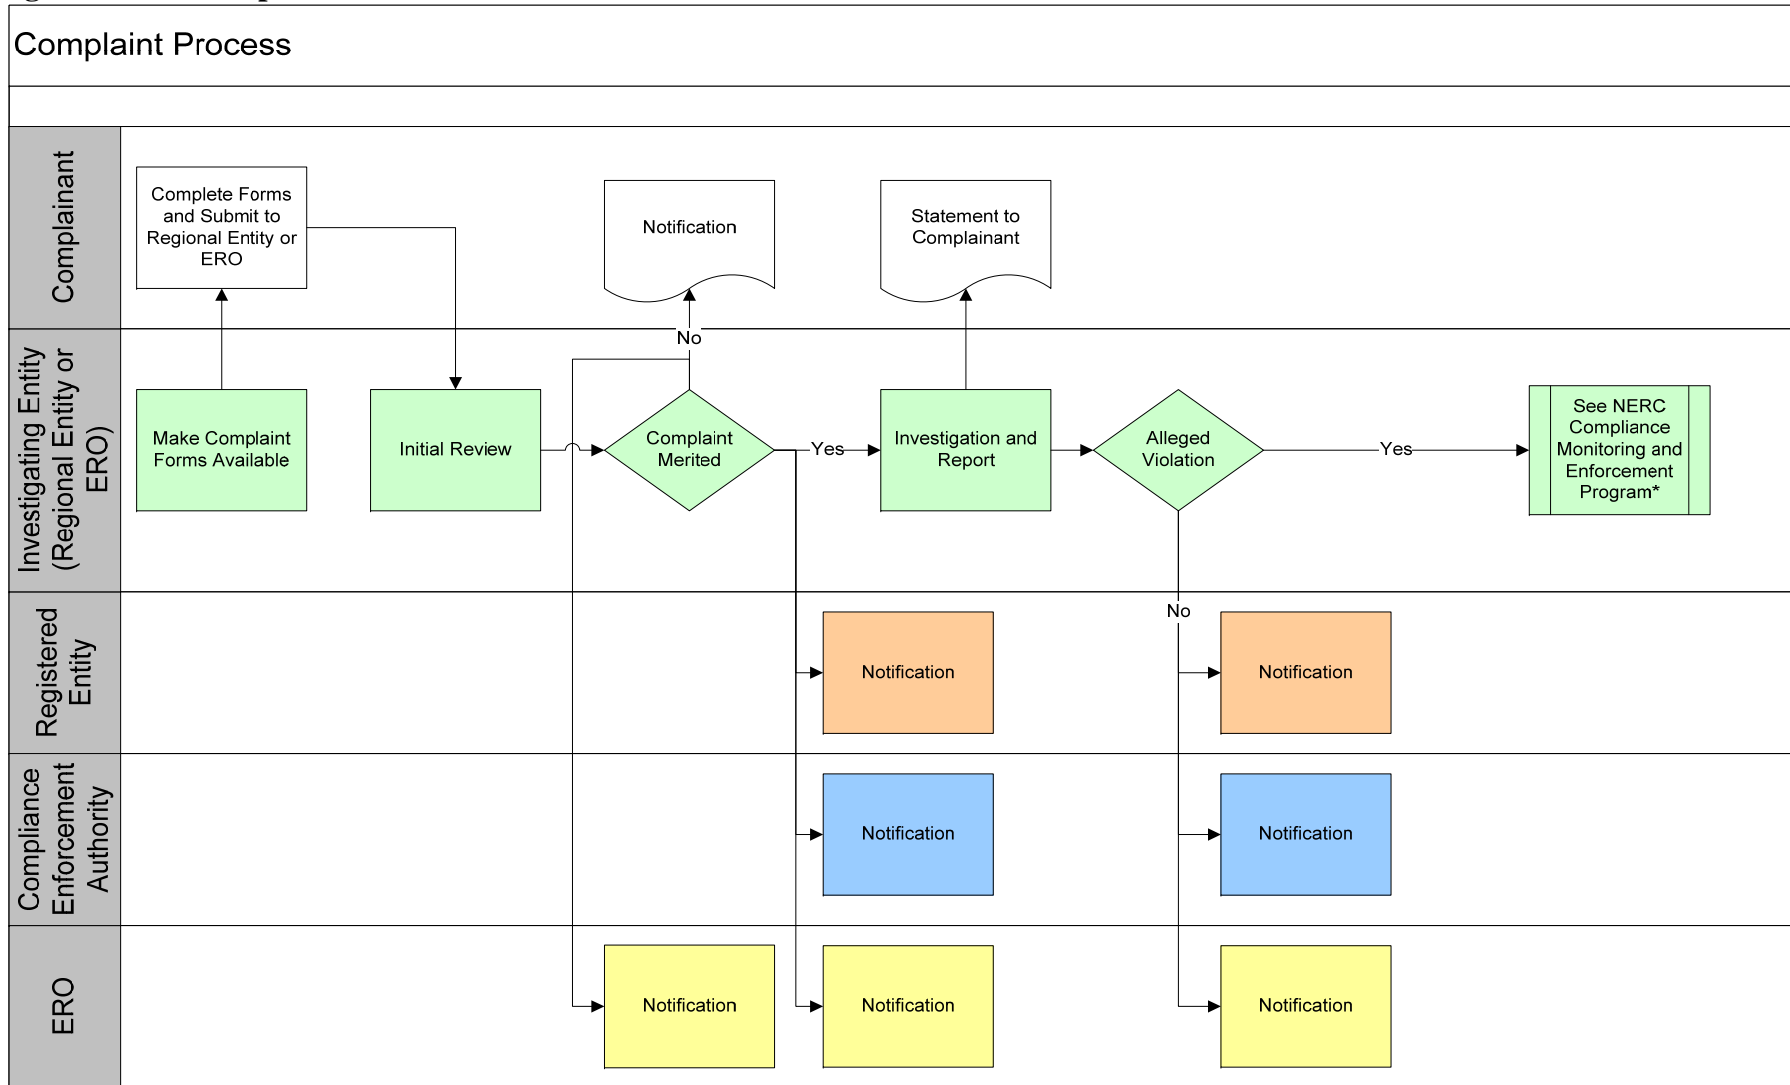 Complaint Process
Complainant
Complete Forms
and Submit to
Regional Entity or
ERO
Notification
Statement to
Complainant
Investigating Entity
(Regional Entity or
ERO)
Make Complaint
Forms Available
Initial Review
No
Complaint
Merited
Yes
Investigation and
Report
Alleged
Violation
Yes
See NERC
Compliance
Monitoring and
Enforcement
Program*
No
Registered
Entity
Notification
Notification
Compliance
Enforcement
Authority
Notification
Notification
ERO
Notification
Notification
Notification